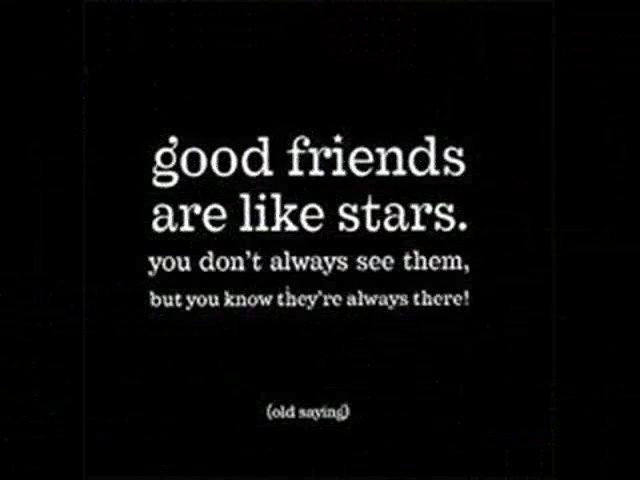 good friends
are like stars.
you don't always see them,
but you know they're always there!
(old saying)